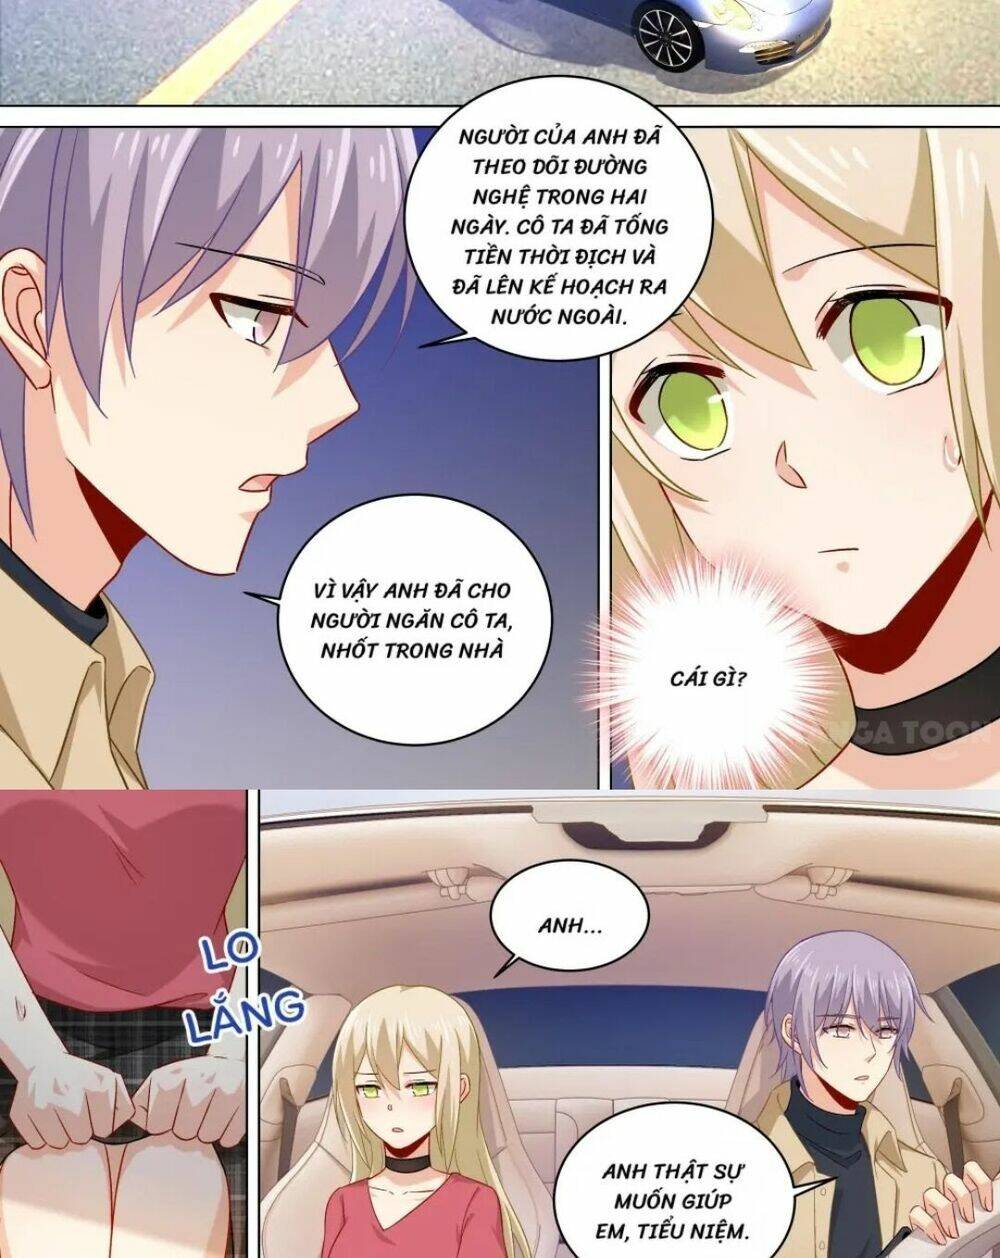 NGƯỜI CỦA ANH ĐÃ
THEO DÕI ĐƯỜNG
NGHỆ TRONG HAI
NGÀY. CÔ TA ĐÃ TỐNG
TIỀN THỜI ĐỊCH VÀ
ĐÃ LÊN KẾ HOẠCH RA
NƯỚC NGOÀI.
VÌ VẬY ANH ĐÃ CHO
NGƯỜI NGĂN CÔ TA,
NHỐT TRONG NHÀ
CÁI GÌ?
NGA TOON
ANH...
LO
LẮNG
ANH THẬT SỰ
MUỐN GIÚP
EM, TIỂU NIỆM.